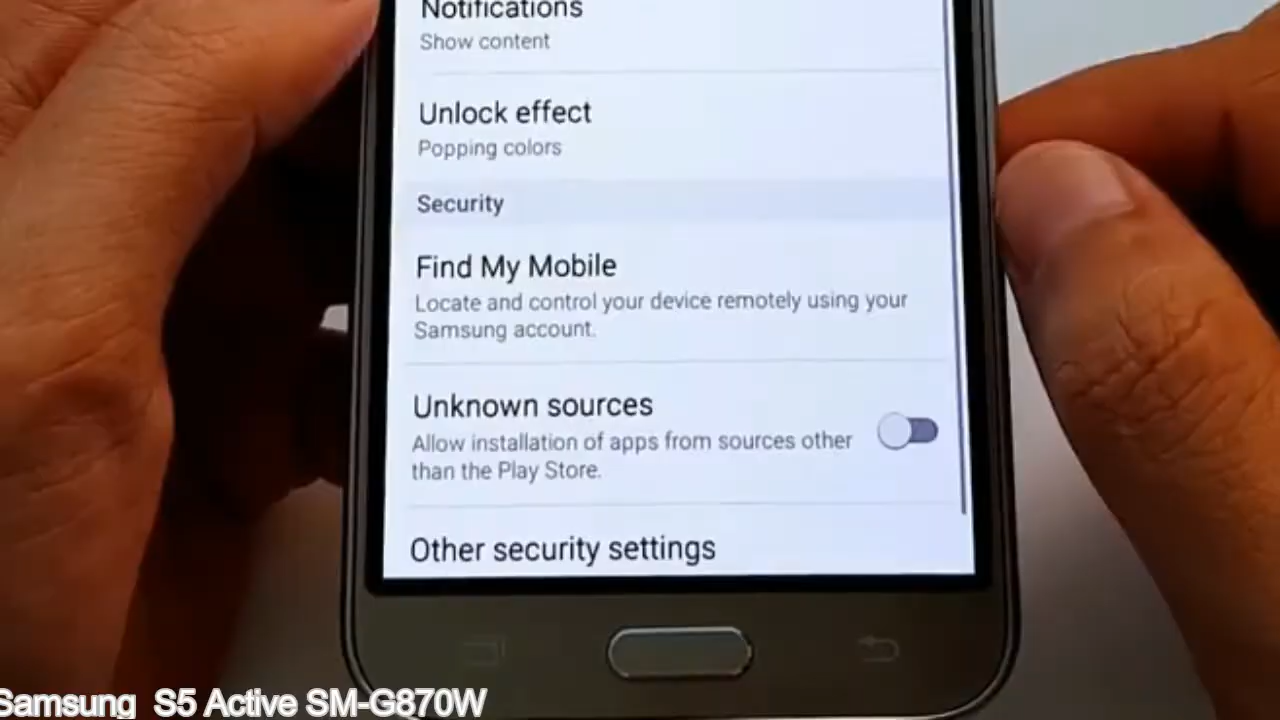 Notifications
Show content
Unlock effect
Popping colors
Security
Find My Mobile
Locate and control your device remotely using your
Samsung account.
Unknown sources
Allow installation of apps from sources other
than the Play Store.
Other security settings
Samsung S5 Active SM-G870W